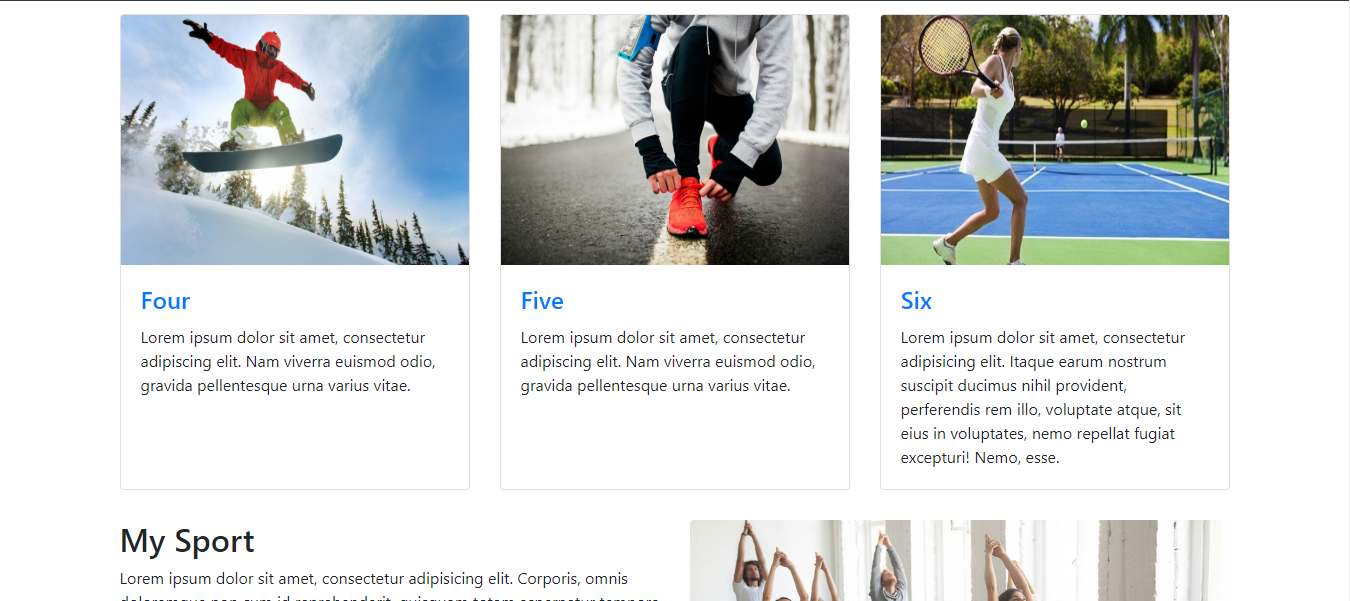 Four
Lorem ipsum dolor sit amet, consectetur
adipiscing elit. Nam viverra euismod odio,
gravida pellentesque urna varius vitae.
Five
Lorem ipsum dolor sit amet, consectetur
adipiscing elit. Nam viverra euismod odio,
gravida pellentesque urna varius vitae.
Six
Lorem ipsum dolor sit amet, consectetur
adipisicing elit. Itaque earum nostrum
suscipit ducimus nihil provident,
perferendis rem illo, voluptate atque, sit
eius in voluptates, nemo repellat fugiat
excepturi! Nemo, esse.
My Sport
Lorem ipsum dolor sit amet, consectetur adipisicing elit. Corporis, omnis